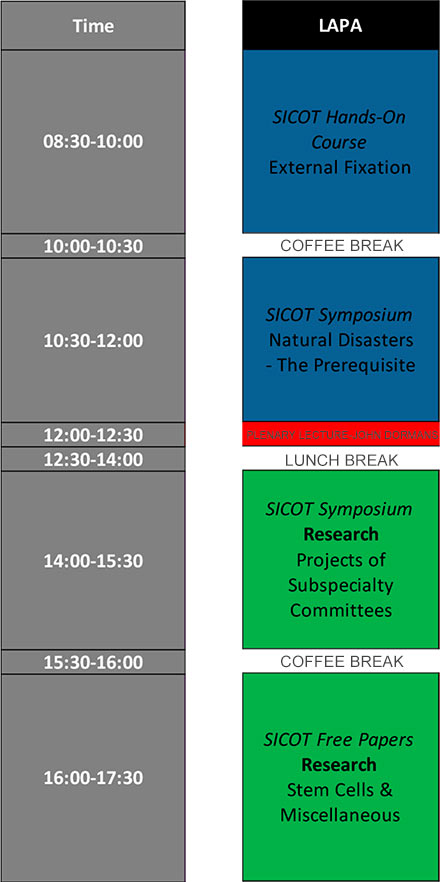 Time
LAPA
08:30-10:00
SICOT Hands-On
Course
External Fixation
10:00-10:30
COFFEE BREAK
10:30-12:00
SICOT Symposium
Natural Disasters
- The Prerequisite
12:00-12:30
PLENARY LECTURE JOHN
12:30-14:00
LUNCH BREAK
14:00-15:30
SICOT Symposium
Research
Projects of
Subspecialty
Committees
15:30-16:00
COFFEE BREAK
16:00-17:30
SICOT Free Papers
Research
Stem Cells &
Miscellaneous